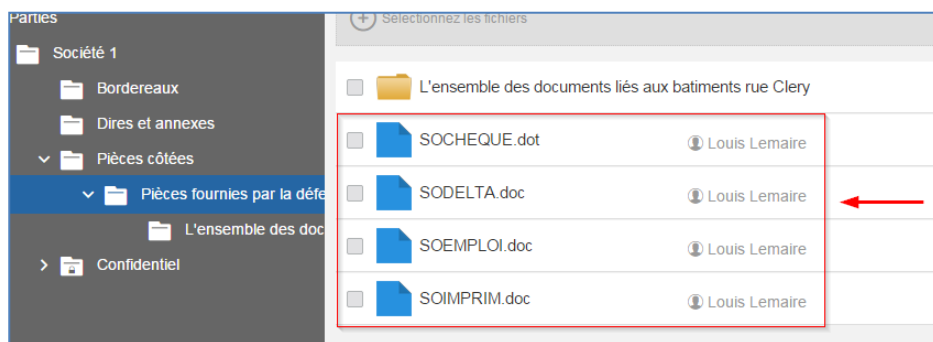 Parties
Société 1
Bordereaux
Dires et annexes
Pièces côtées
Pièces fournies par la défe
L'ensemble des doc
Confidentiel
Sélectionnez les fichiers
L'ensemble des documents liés aux batiments rue Clery
SOCHEQUE.dot Louis Lemaire
SODELTA.doc Louis Lemaire
SOEMPLOI.doc Louis Lemaire
SOIMPRIM.doc Louis Lemaire